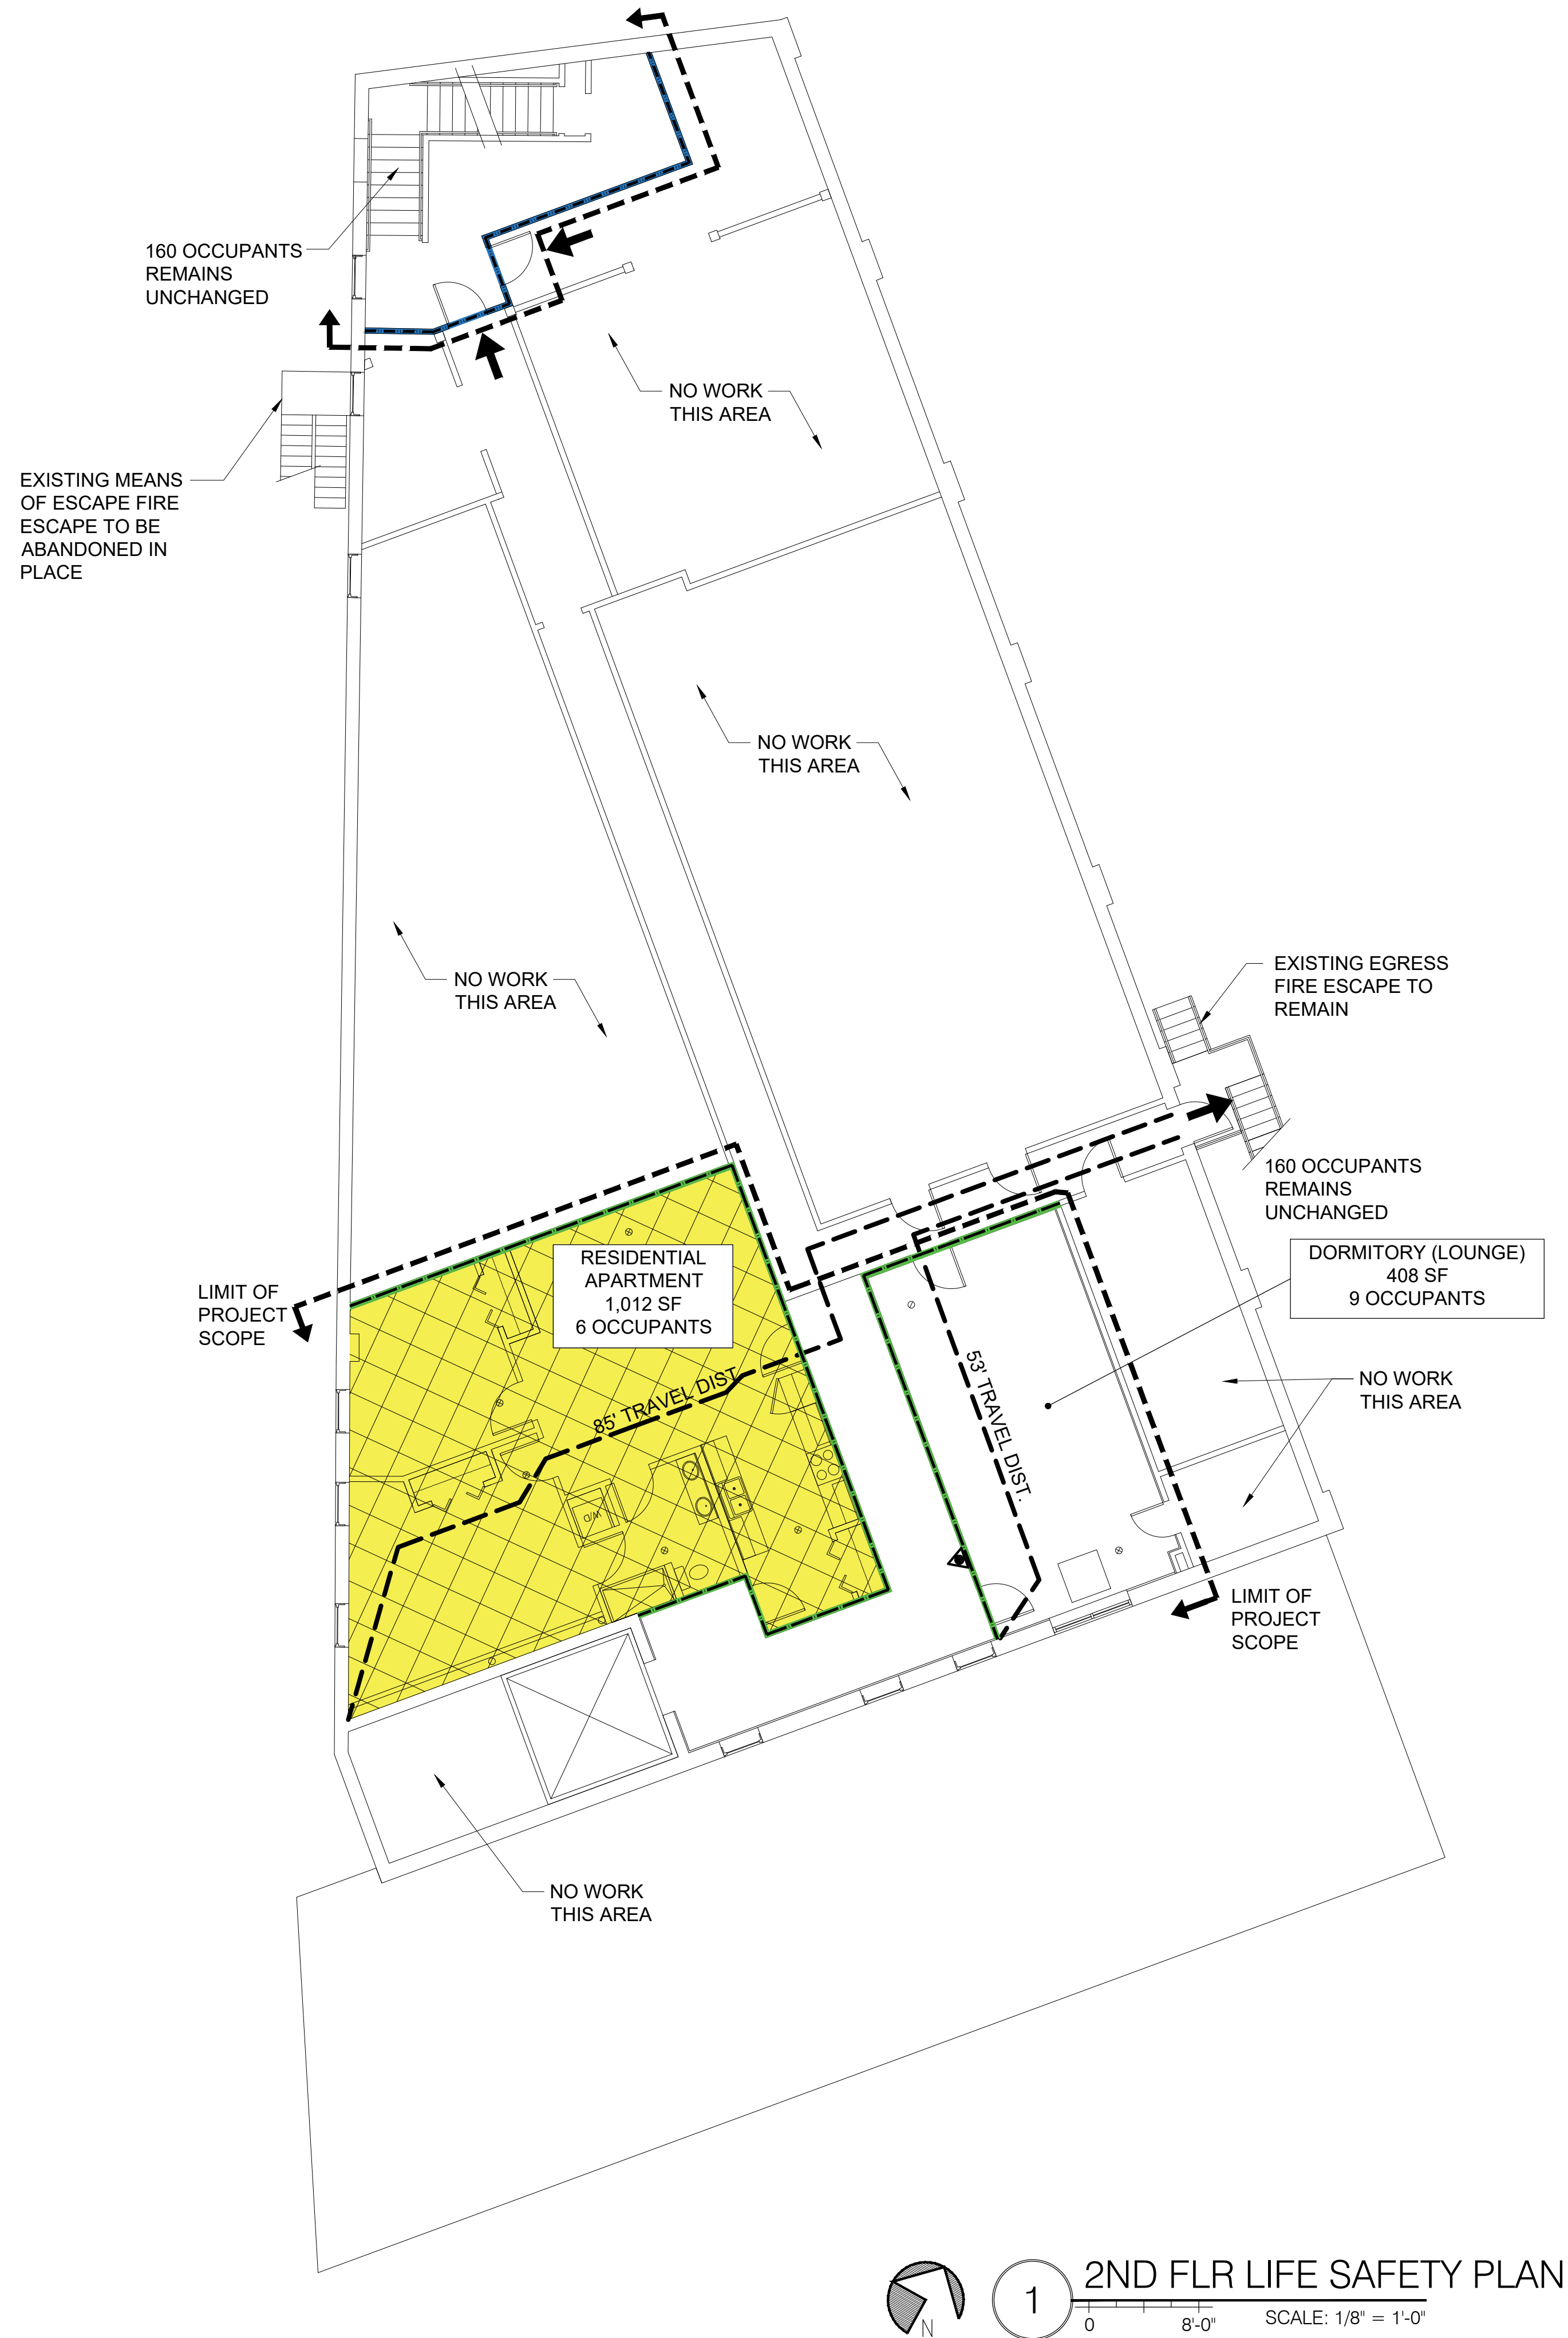 160 OCCUPANTS
REMAINS
UNCHANGED
NO WORK
THIS AREA
EXISTING MEANS
OF ESCAPE FIRE
ESCAPE TO BE
ABANDONED IN
PLACE
NO WORK
THIS AREA
NO WORK
THIS AREA
EXISTING EGRESS
FIRE ESCAPE TO
REMAIN
160 OCCUPANTS
REMAINS
UNCHANGED
RESIDENTIAL
APARTMENT
1,012 SF
6 OCCUPANTS
DORMITORY (LOUNGE)
408 SF
9 OCCUPANTS
LIMIT OF
PROJECT
SCOPE
85' TRAVEL DIST.
53' TRAVEL DIST.
NO WORK
THIS AREA
W/D
LIMIT OF
PROJECT
SCOPE
NO WORK
THIS AREA
N
1
2ND FLR LIFE SAFETY PLAN
0 8'-0" SCALE: 1/8" = 1'-0"